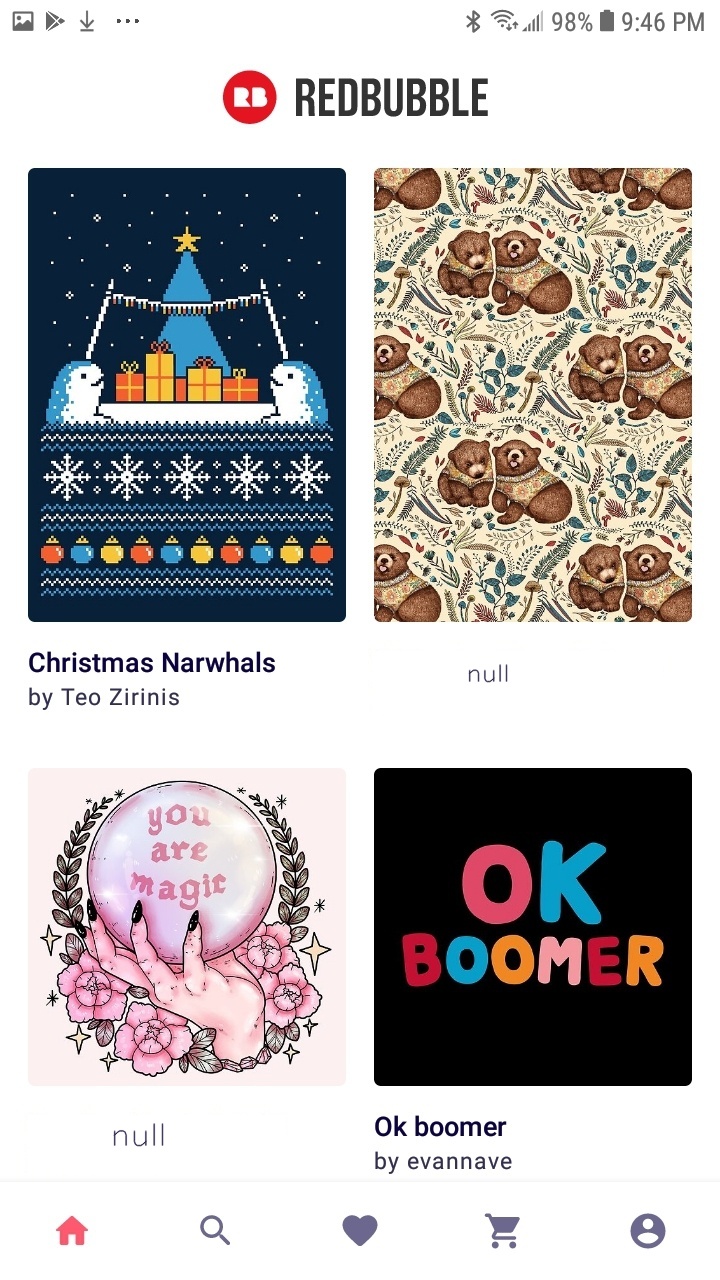 98% 9:46 PM
RB REDBUBBLE
Christmas Narwhals
by Teo Zirinis
null
you
are
magic
null
OK
BOOMER
Ok boomer
by evannave